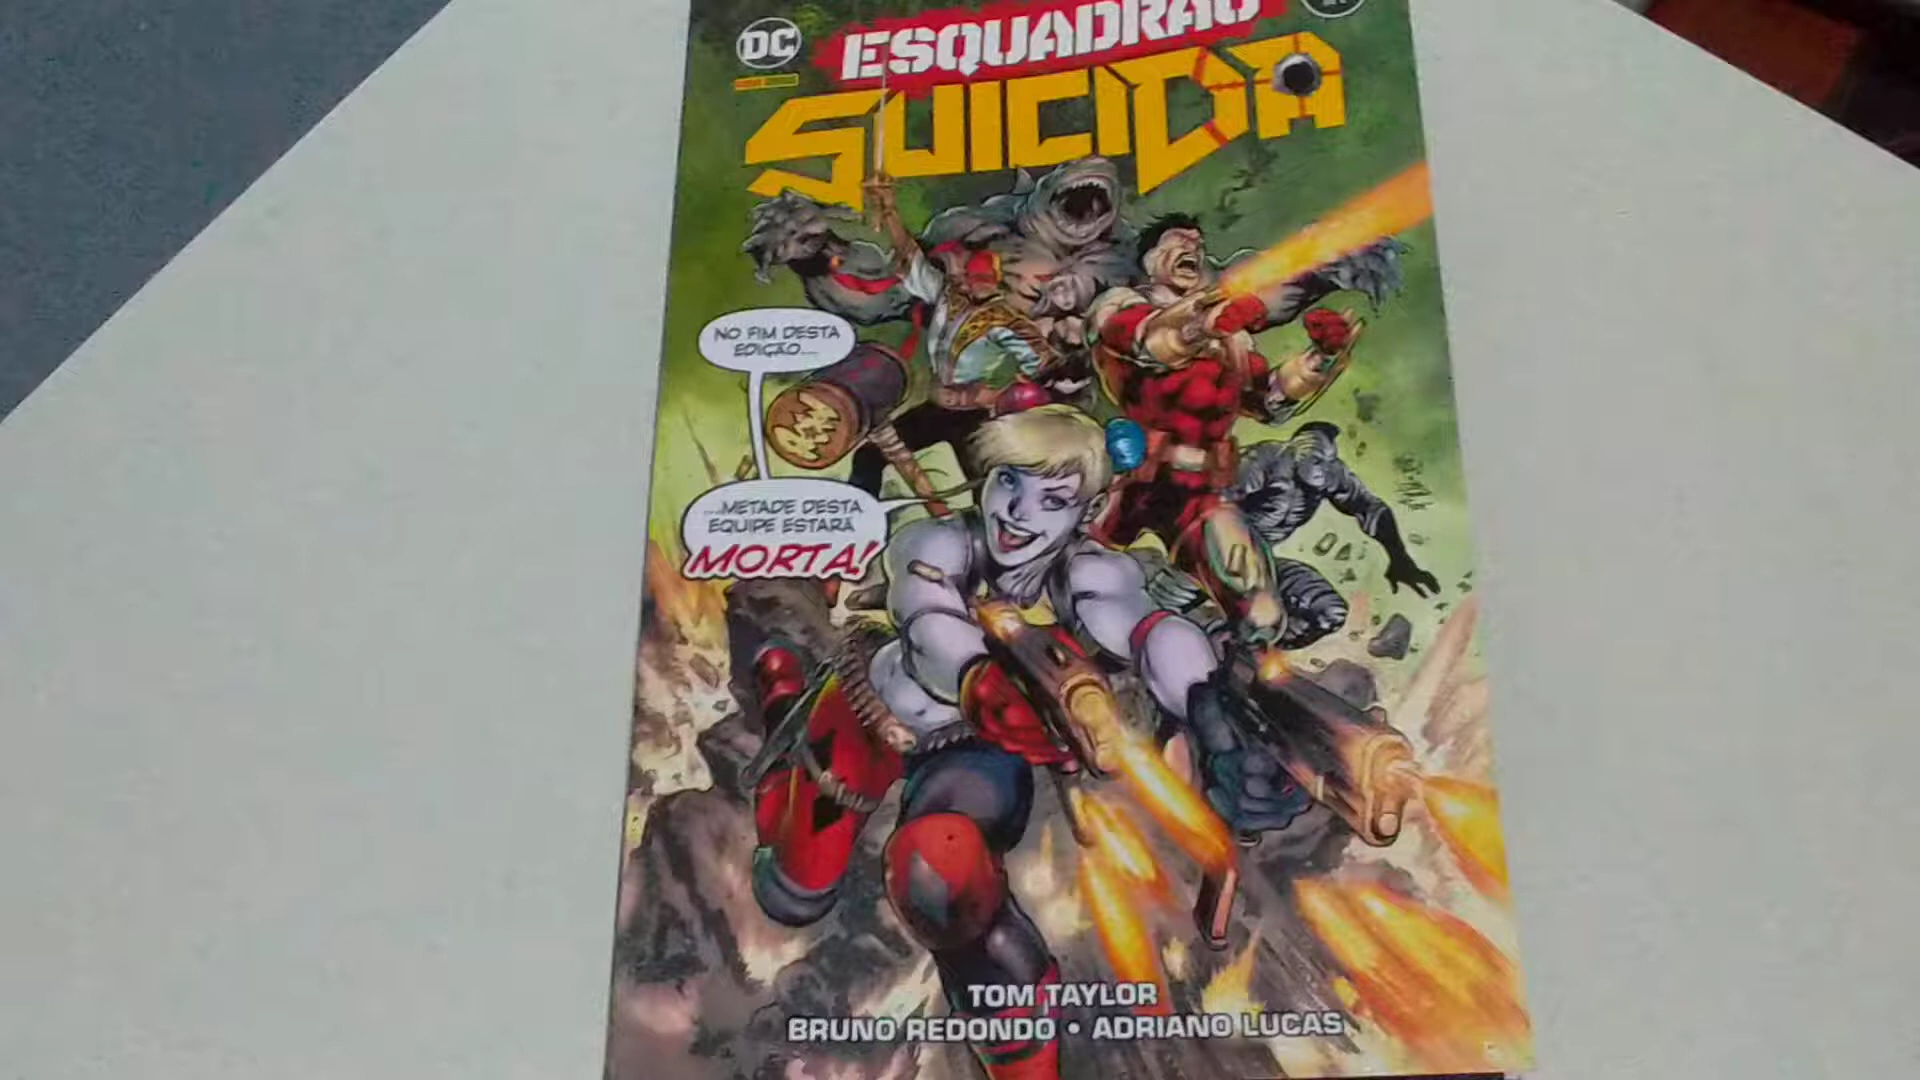 DC
ESQUADRÃO
SUICIDA
NO FIM DESTA
EDIÇÃO...
...METADE DESTA
EQUIPE ESTARÁ
MORTA!
TOM TAYLOR
BRUNO REDONDO • ADRIANO LUCAS